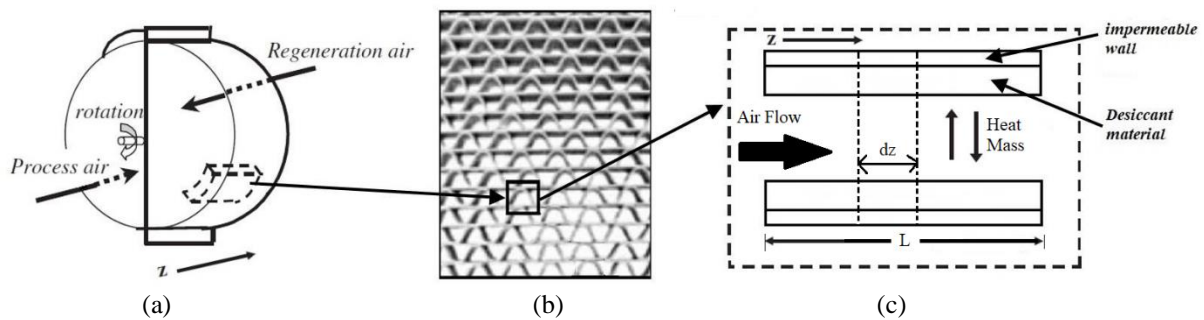 Regeneration air
rotation
Process air
z
(a)
(b)
z
impermeable
wall
Desiccant
material
Air Flow
Heat
Mass
dz
L
(c)